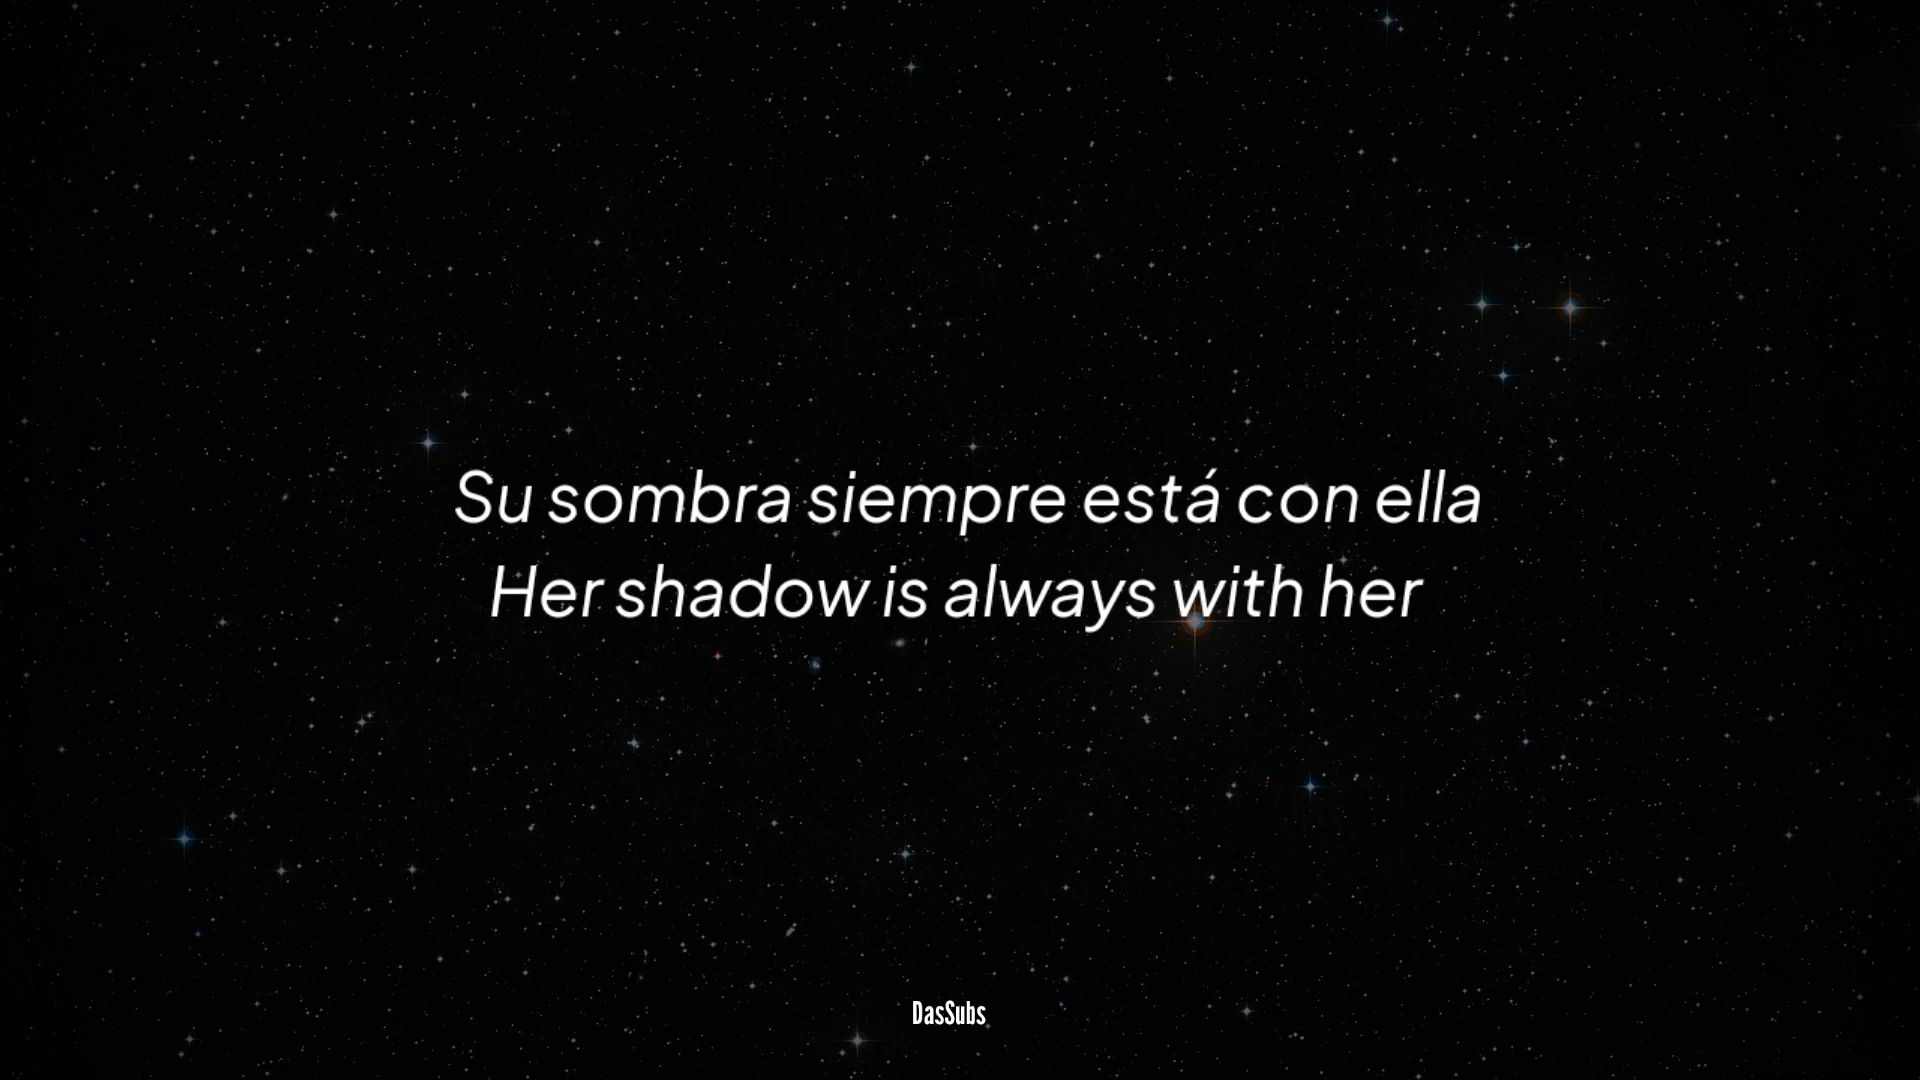 Su sombra siempre está con ella
Her shadow is always with her
DasSubs